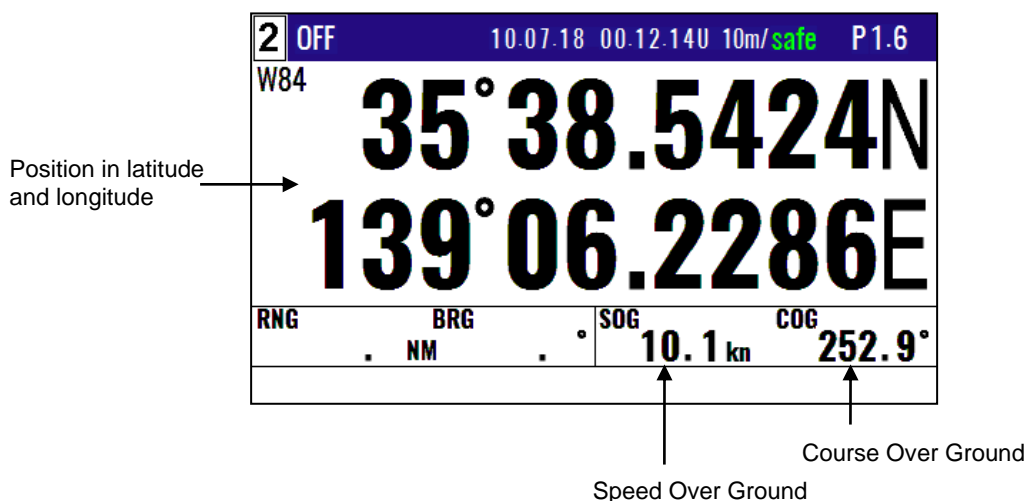 2 OFF 10.07.18 00.12.14U 10m/safe P1.6
W84
35°38.5424N
Position in latitude
and longitude
139°06.2286E
RNG BRG SOG COG
. NM . ° 10.1 kn 252.9°
Course Over Ground
Speed Over Ground